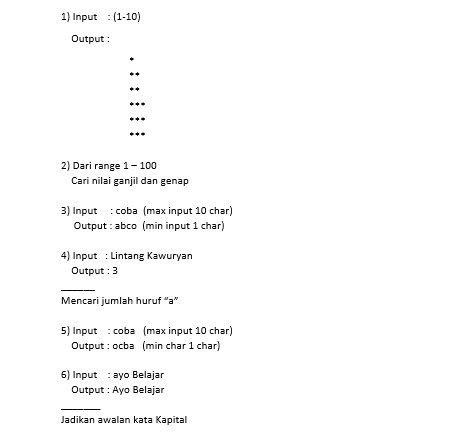 1) Input : (1-10)
Output :
*
**
**
***
***
***
2) Dari range 1 – 100
Cari nilai ganjil dan genap
3) Input : coba (max input 10 char)
Output : abco (min input 1 char)
4) Input : Lintang Kawuryan
Output : 3
______
Mencari jumlah huruf "a"
5) Input : coba (max input 10 char)
Output : ocba (min char 1 char)
6) Input : ayo Belajar
Output : Ayo Belajar
_______
Jadikan awalan kata Kapital